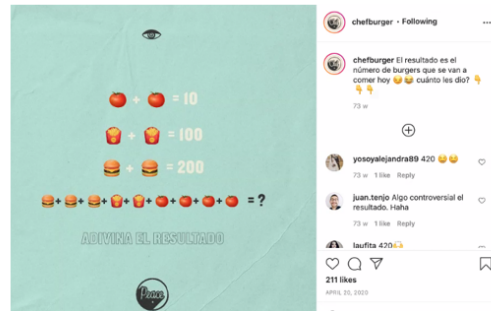 + = 10
+ = 100
+ = 200
+ + + + + + + + = ?
ADIVINA EL RESULTADO
chefburger • Following
chefburger El resultado es el
número de burgers que se van a
comer hoy cuánto les dio?
73 w
yosoyalejandra89 420
73 w 1 like Reply
juan.tenjo Algo controversial el
resultado. Haha
73 w 1 like Reply
laufita 420
211 likes
APRIL 20, 2020